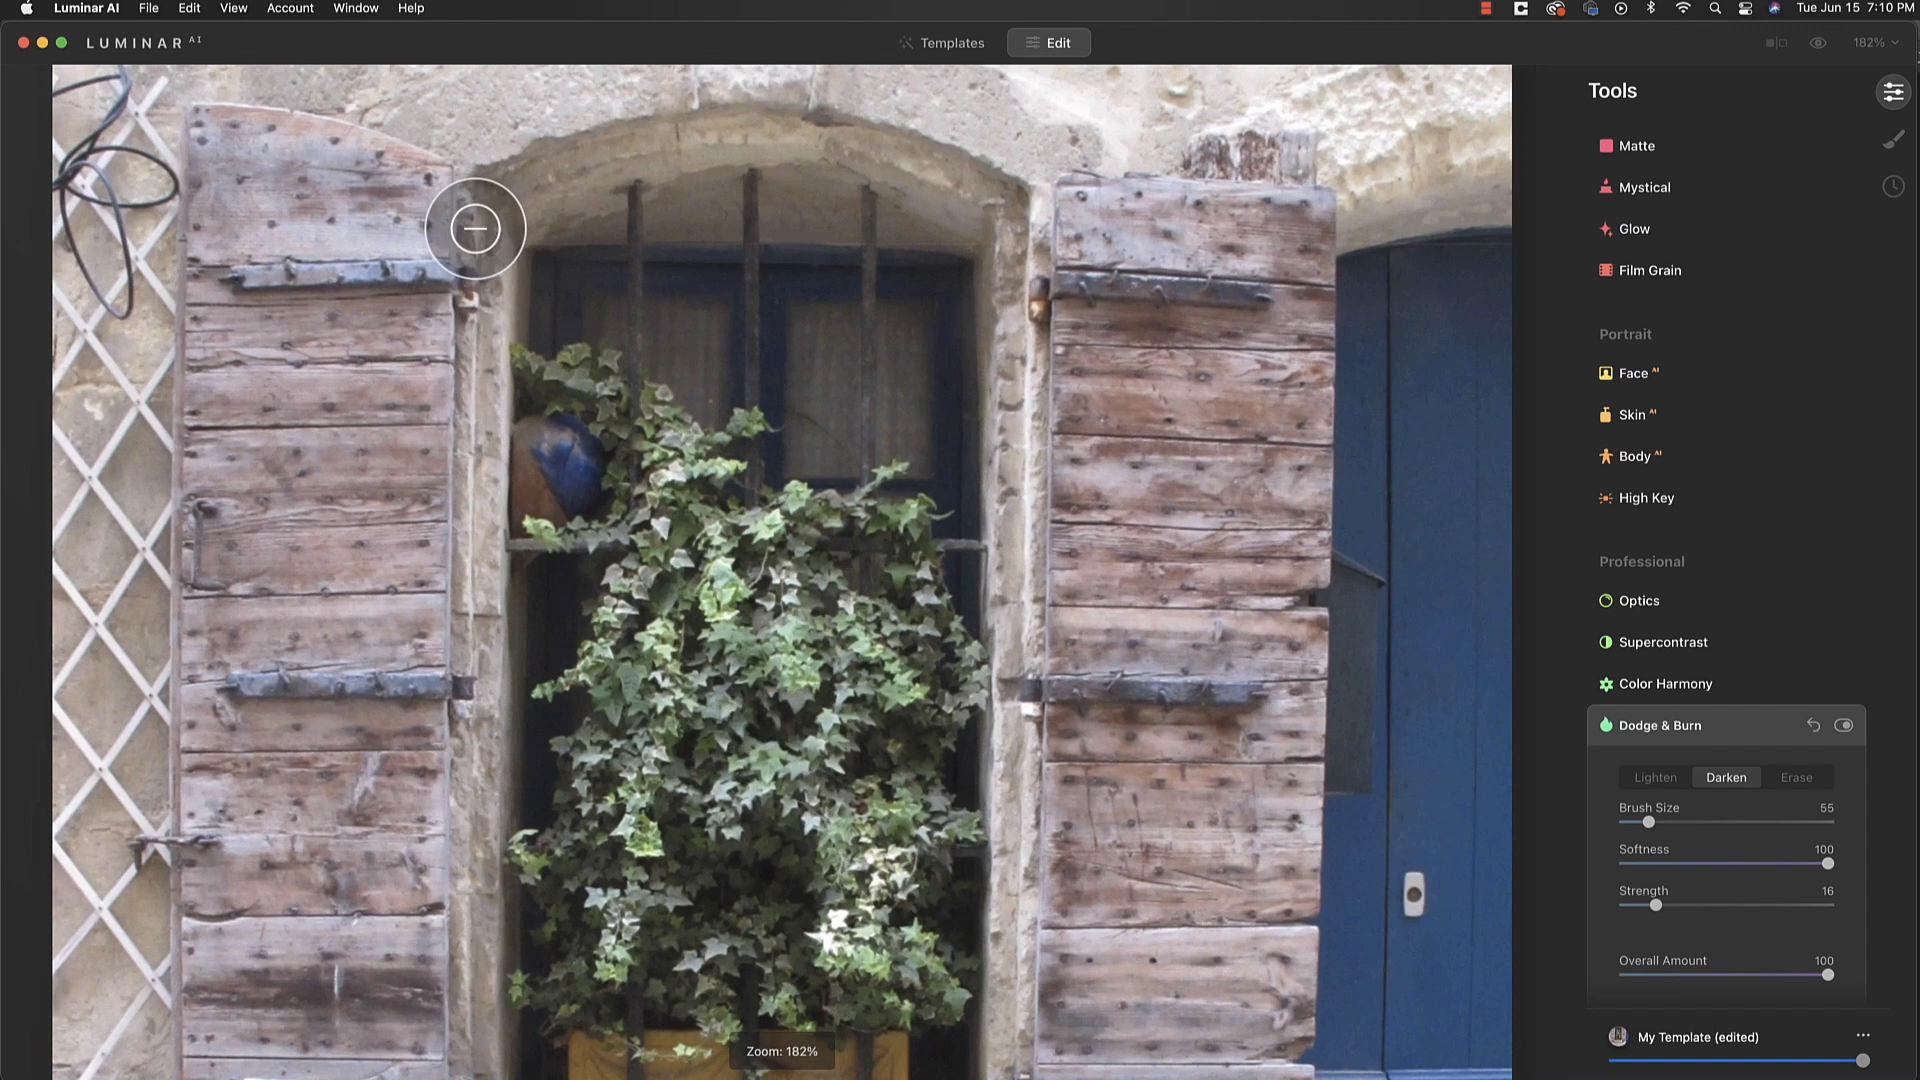 Luminar AI File Edit View Account Window Help
Tue Jun 15 7:10 PM
LUMINAR AI
Templates Edit
182%
Tools
Matte
Mystical
Glow
Film Grain
Portrait
Face AI
Skin AI
Body AI
High Key
Professional
Optics
Supercontrast
Color Harmony
Dodge & Burn
Lighten Darken Erase
Brush Size 55
Softness 100
Strength 16
Overall Amount 100
My Template (edited)
Zoom: 182%